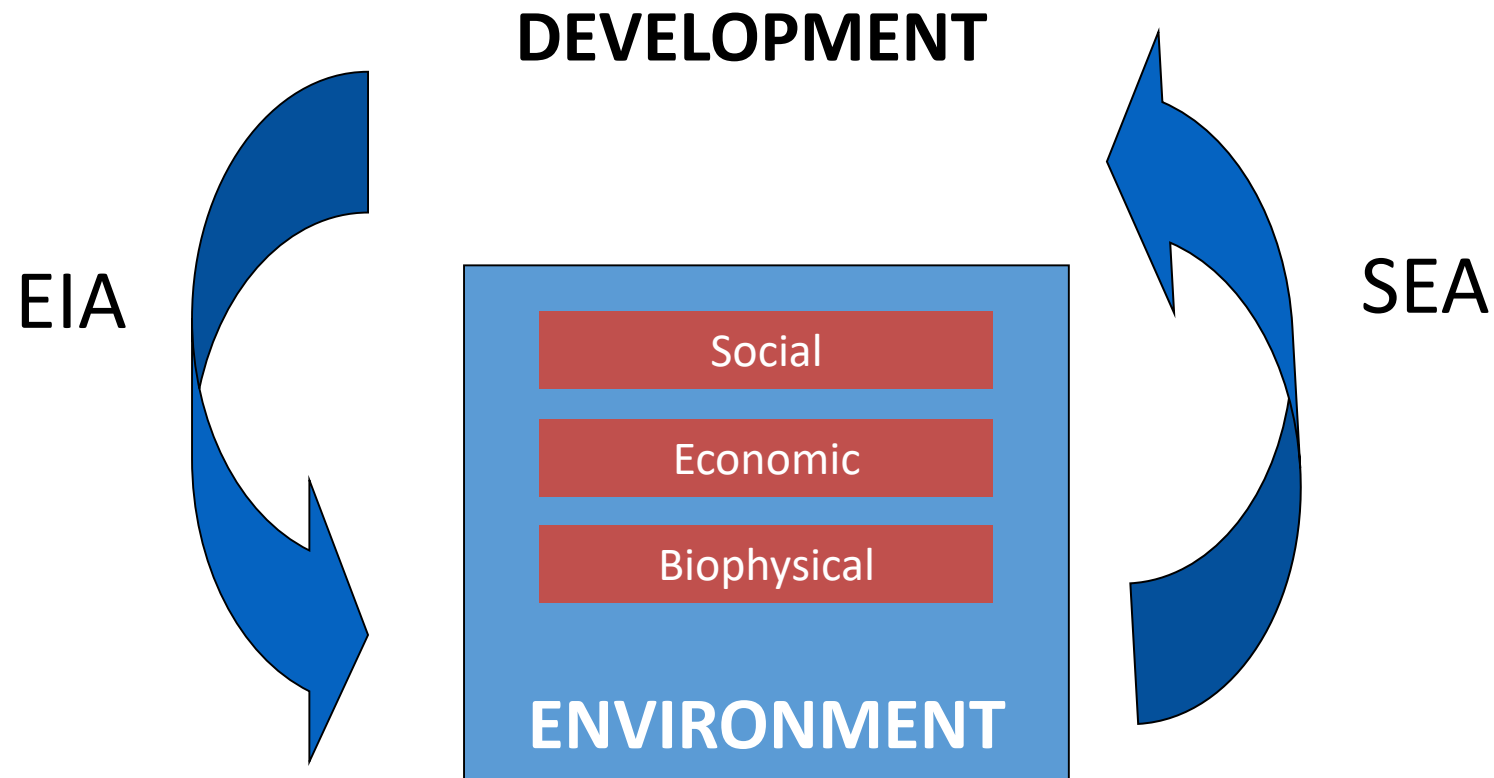 DEVELOPMENT
EIA
SEA
Social
Economic
Biophysical
ENVIRONMENT